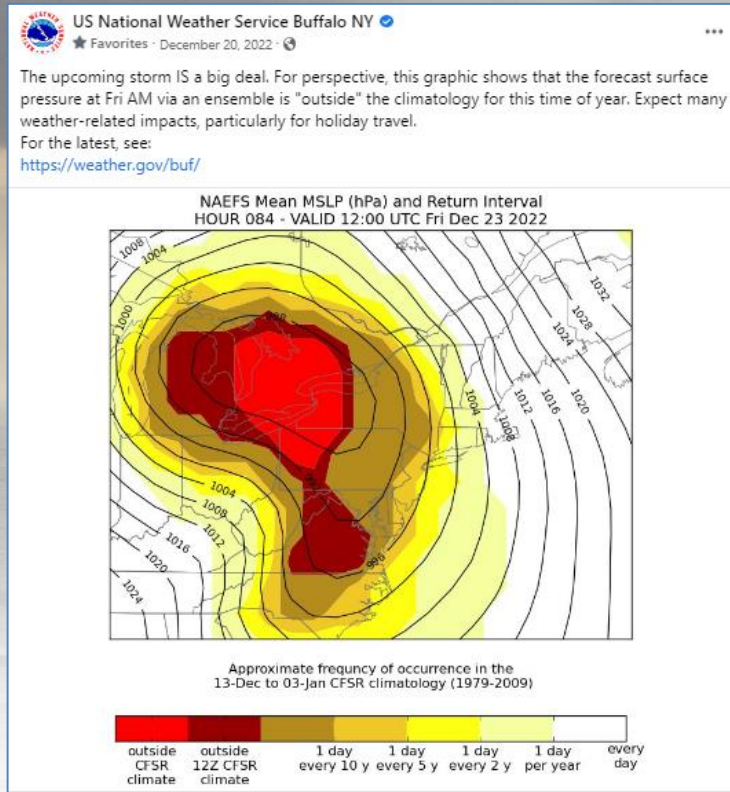 US National Weather Service Buffalo NY
Favorites · December 20, 2022 ·
The upcoming storm IS a big deal. For perspective, this graphic shows that the forecast surface
pressure at Fri AM via an ensemble is "outside" the climatology for this time of year. Expect many
weather-related impacts, particularly for holiday travel.
For the latest, see:
https://weather.gov/buf/
NAEFS Mean MSLP (hPa) and Return Interval
HOUR 084 - VALID 12:00 UTC Fri Dec 23 2022
1008
1004
1000
1032
1028
1024
1020
1016
1012
1008
1004
1004
1008
1012
1016
1020
1024
996
Approximate frequncy of occurrence in the
13-Dec to 03-Jan CFSR climatology (1979-2009)
outside CFSR climate
outside 12Z CFSR climate
1 day every 10 y
1 day every 5 y
1 day every 2 y
1 day per year
every day